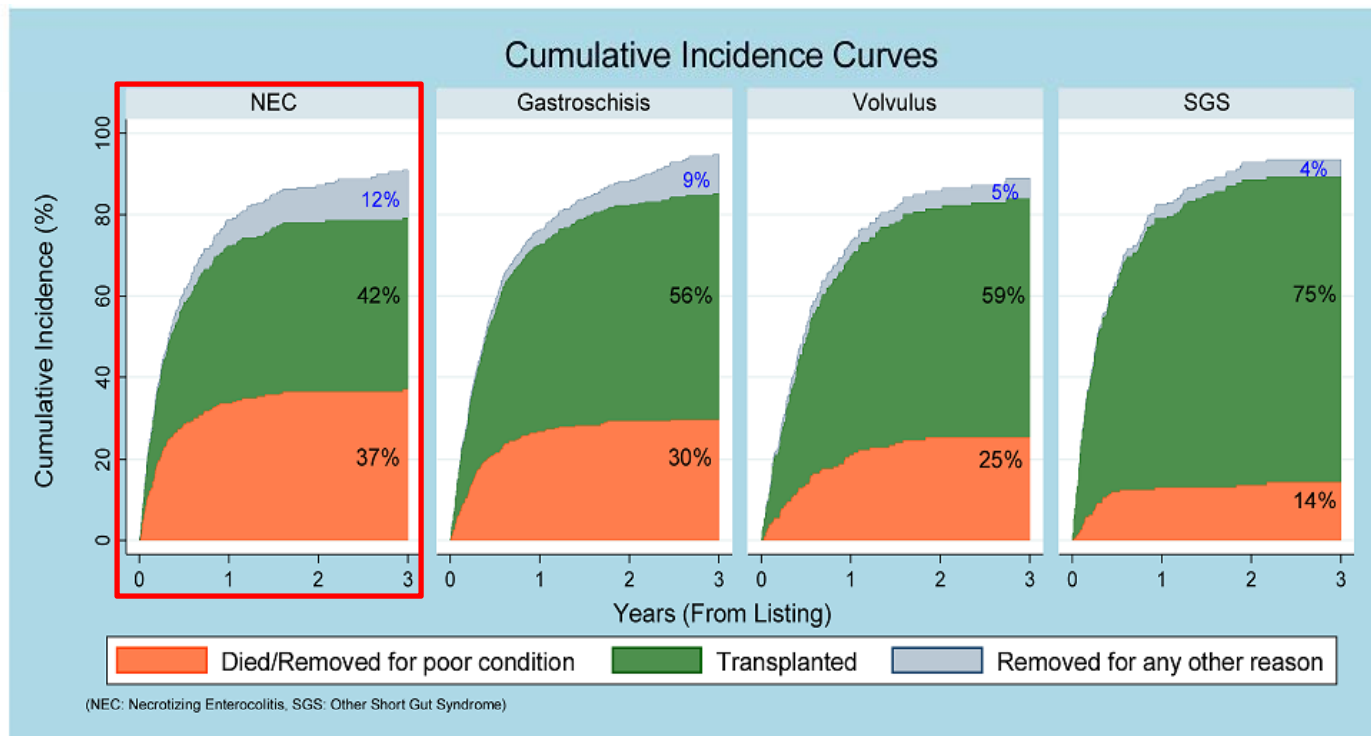 Cumulative Incidence Curves
NEC
Gastroschisis
Volvulus
SGS
Cumulative Incidence (%)
100
80
60
40
20
0
12%
42%
37%
9%
56%
30%
5%
59%
25%
4%
75%
14%
0 1 2 3
0 1 2 3
0 1 2 3
0 1 2 3
Years (From Listing)
Died/Removed for poor condition
Transplanted
Removed for any other reason
(NEC: Necrotizing Enterocolitis, SGS: Other Short Gut Syndrome)